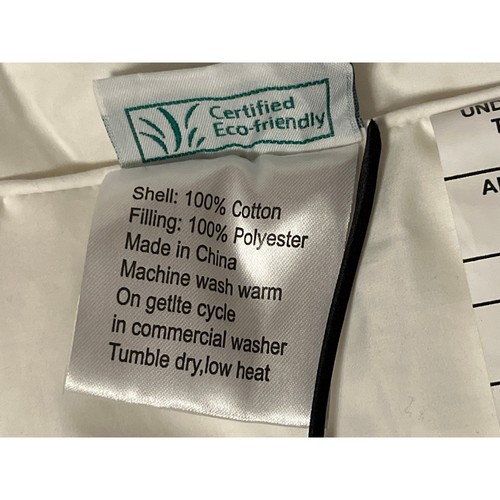 Certified
Eco-friendly
Shell: 100% Cotton
Filling: 100% Polyester
Made in China
Machine wash warm
On getlte cycle
in commercial washer
Tumble dry,low heat